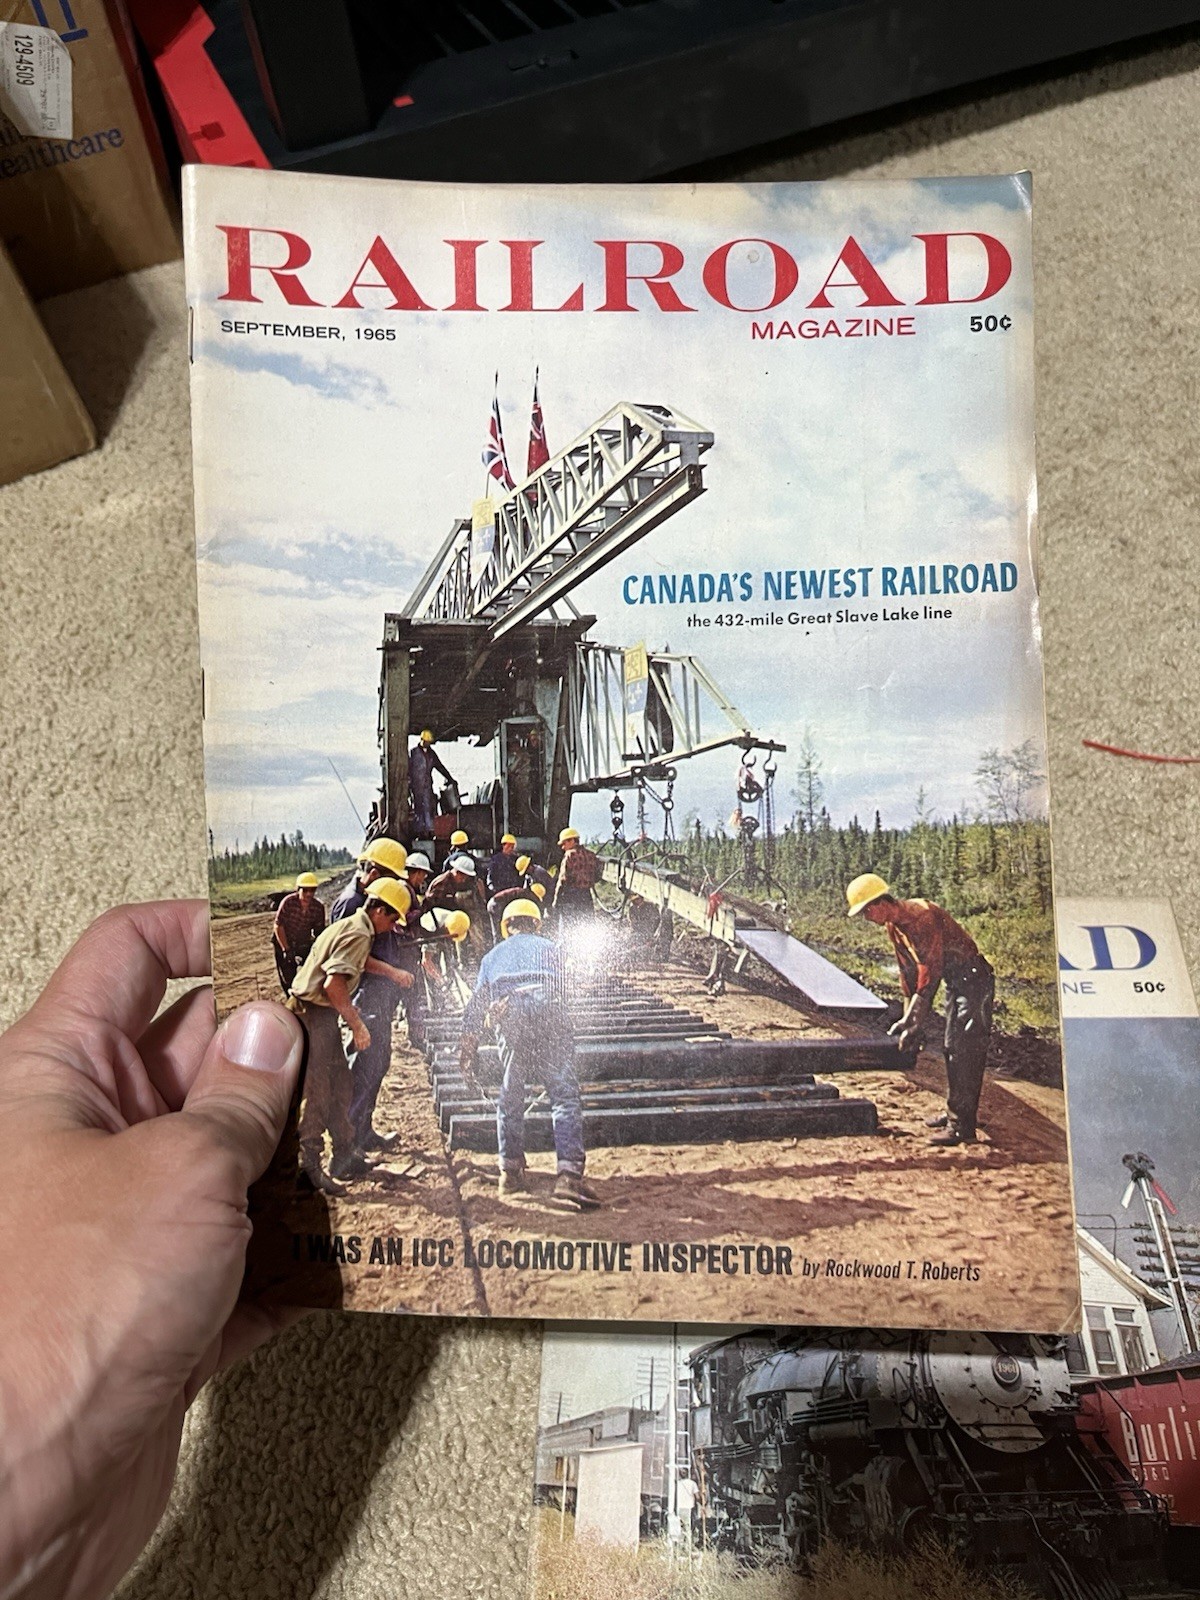 129-4509
ealthcare
RAILROAD
SEPTEMBER, 1965
MAGAZINE
50¢
CANADA'S NEWEST RAILROAD
the 432-mile Great Slave Lake line
I WAS AN ICC LOCOMOTIVE INSPECTOR by Rockwood T. Roberts
AD
NE
50¢
Burli